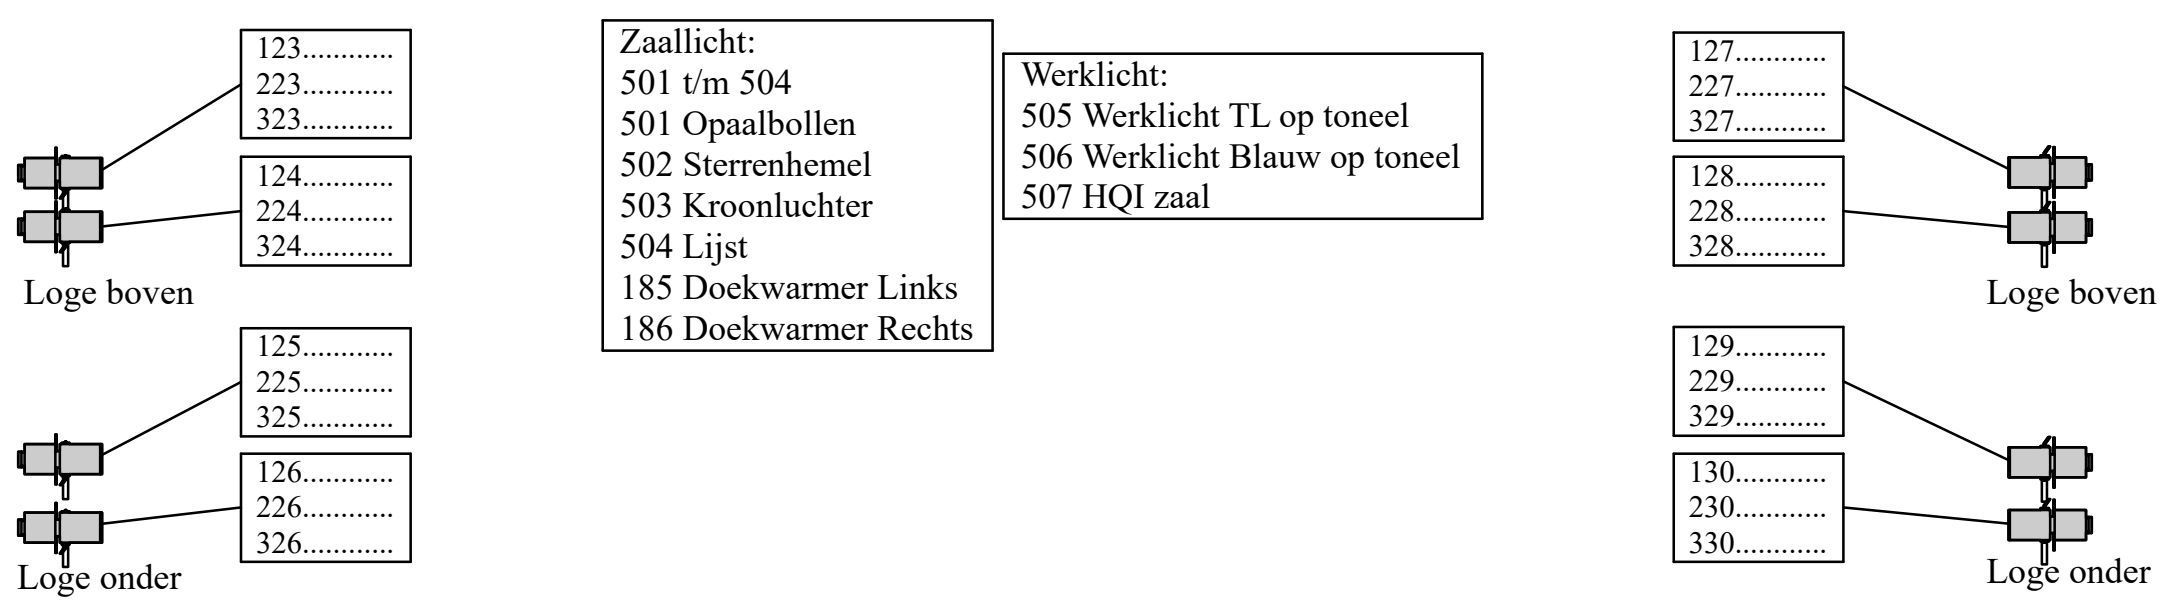 123............
223............
323............
124............
224............
324............
Loge boven
125............
225............
325............
126............
226............
326............
Loge onder
Zaallicht:
501 t/m 504
501 Opaalbollen
502 Sterrenhemel
503 Kroonluchter
504 Lijst
185 Doekwarmer Links
186 Doekwarmer Rechts
Werklicht:
505 Werklicht TL op toneel
506 Werklicht Blauw op toneel
507 HQI zaal
127............
227............
327............
128............
228............
328............
Loge boven
129............
229............
329............
130............
230............
330............
Loge onder